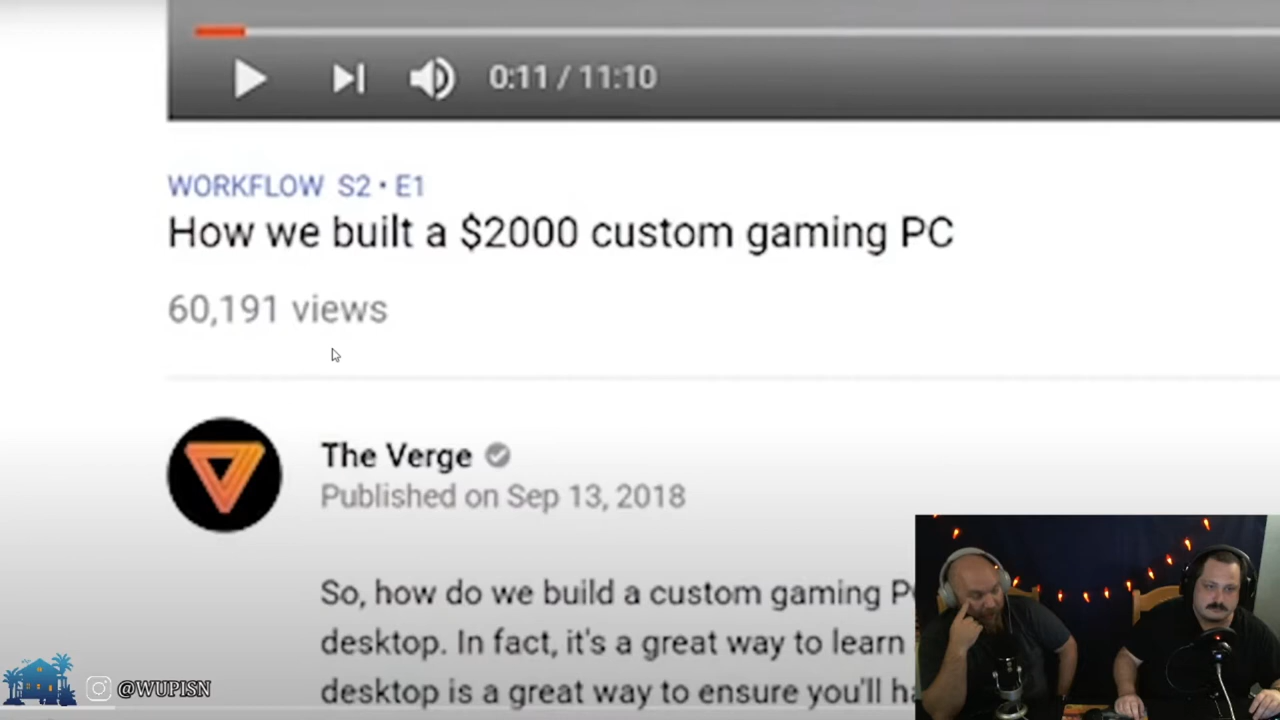 0:11 / 11:10
WORKFLOW S2 • E1
How we built a $2000 custom gaming PC
60,191 views
The Verge
Published on Sep 13, 2018
So, how do we build a custom gaming
desktop. In fact, it's a great way to learn
desktop is a great way to ensure you'll
@WUPISN